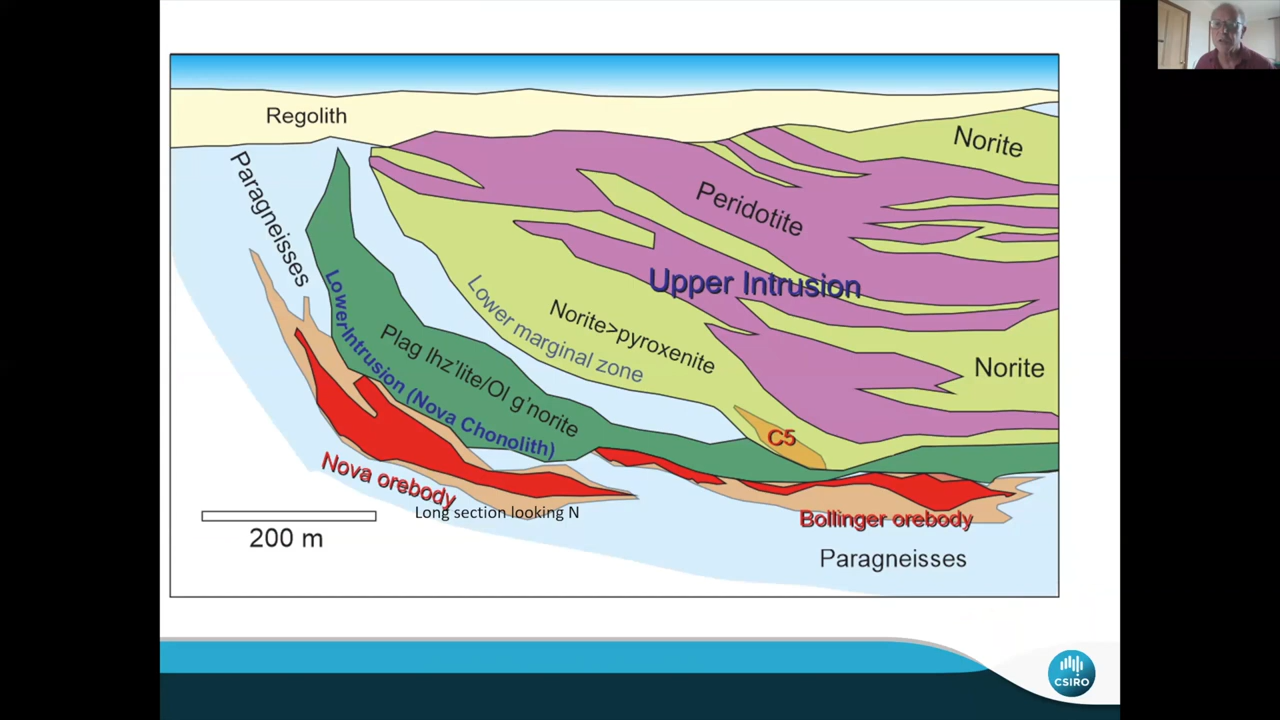 Regolith
Norite
Paragneisses
Peridotite
Upper Intrusion
Lower Intrusion (Nova Chonolith)
Plag lhz'lite/Ol g'norite
Lower marginal zone
Norite>pyroxenite
Norite
C5
Nova orebody
Long section looking N
Bollinger orebody
200 m
Paragneisses
CSIRO